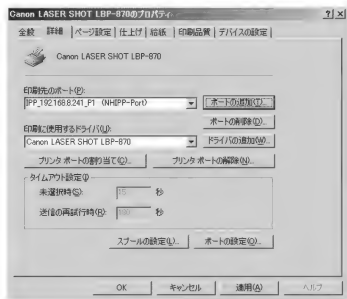 Canon LASER SHOT LBP-870のプロパティ
? ×
全般 詳細 ページ設定 仕上げ 給紙 印刷品質 デバイスの設定
Canon LASER SHOT LBP-870
印刷先のポート(P):
IPP_192.168.8.241_P1 (NHIPP-Port)
ポートの追加(T)...
ポートの削除(D)...
印刷に使用するドライバ(U):
Canon LASER SHOT LBP-870
ドライバの追加(W)...
プリンタ ポートの割り当て(C)...
プリンタ ポートの解除(N)...
タイムアウト設定(I)
未選択時(S): 15 秒
送信の再試行時(R): 秒
スプールの設定(L)...
ポートの設定(O)...
OK キャンセル 適用(A) ヘルプ